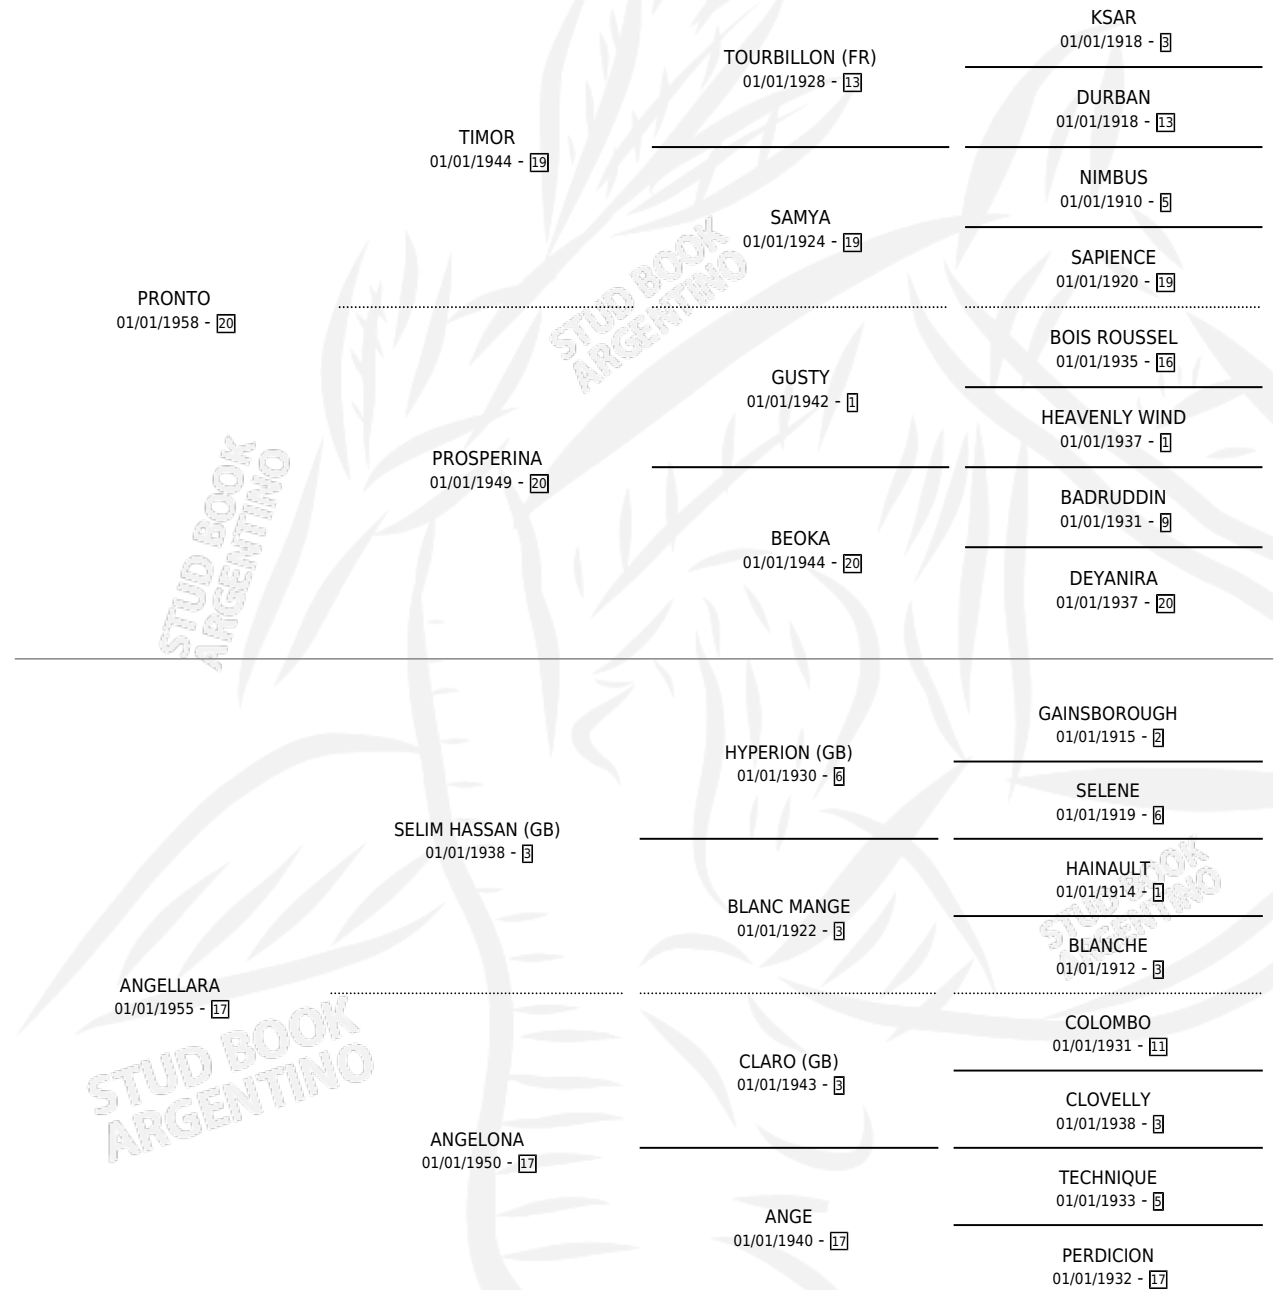 KSAR
01/01/1918 - 3
TOURBILLON (FR)
01/01/1928 - 13
DURBAN
01/01/1918 - 13
TIMOR
01/01/1944 - 19
NIMBUS
01/01/1910 - 5
SAMYA
01/01/1924 - 19
SAPIENCE
01/01/1920 - 19
PRONTO
01/01/1958 - 20
STUD BOOK
ARGENTINO
BOIS ROUSSEL
01/01/1935 - 16
GUSTY
01/01/1942 - 1
HEAVENLY WIND
01/01/1937 - 1
PROSPERINA
01/01/1949 - 20
BADRUDDIN
01/01/1931 - 9
BEOKA
01/01/1944 - 20
DEYANIRA
01/01/1937 - 20
STUD BOOK
ARGENTINO
GAINSBOROUGH
01/01/1915 - 2
HYPERION (GB)
01/01/1930 - 6
SELENE
01/01/1919 - 6
SELIM HASSAN (GB)
01/01/1938 - 3
HAINAULT
01/01/1914 - 1
BLANC MANGE
01/01/1922 - 3
BLANCHE
01/01/1912 - 3
STUD BOOK
ARGENTINO
ANGELLARA
01/01/1955 - 17
COLOMBO
01/01/1931 - 11
CLARO (GB)
01/01/1943 - 3
CLOVELLY
01/01/1938 - 3
STUD BOOK
ARGENTINO
ANGELONA
01/01/1950 - 17
TECHNIQUE
01/01/1933 - 5
ANGE
01/01/1940 - 17
PERDICION
01/01/1932 - 17